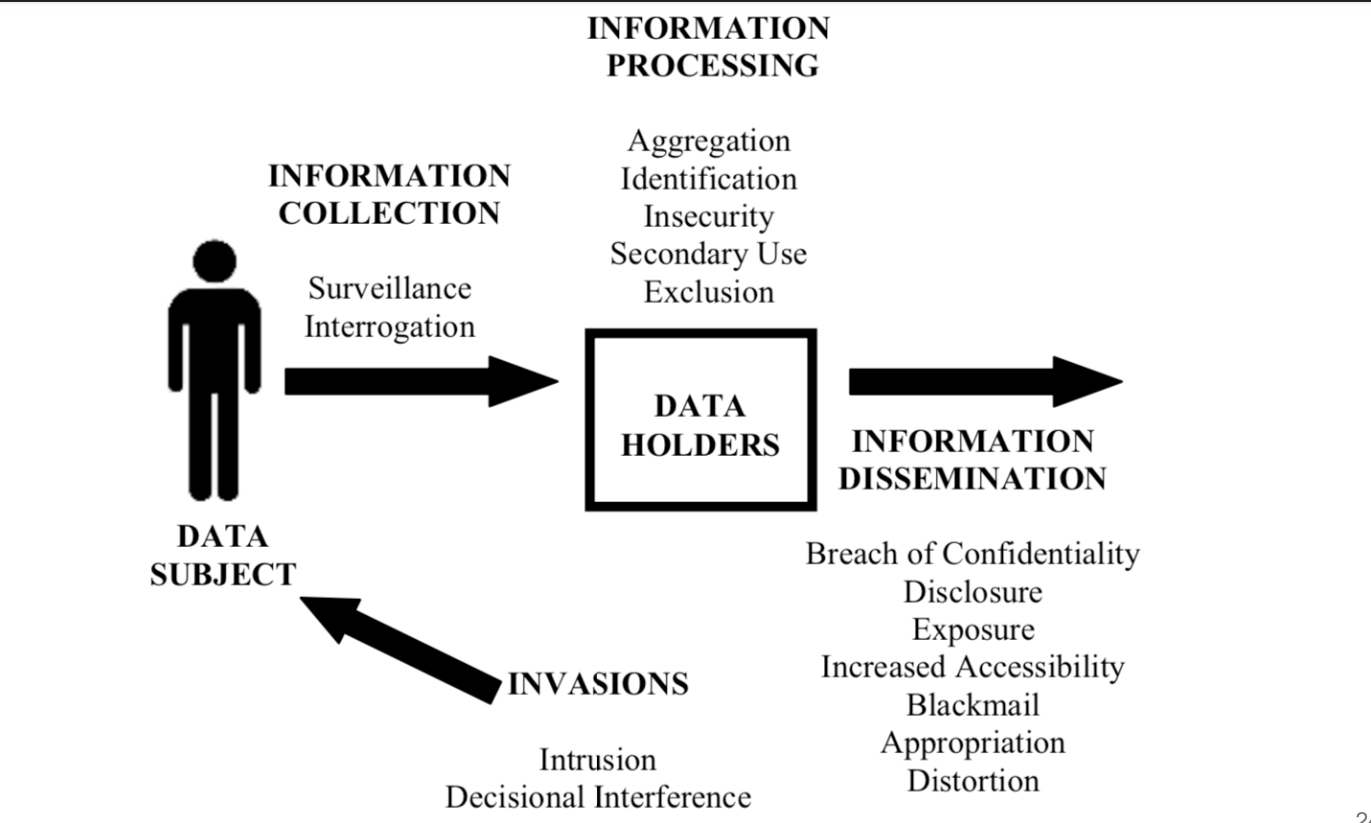 INFORMATION
PROCESSING
Aggregation
Identification
Insecurity
Secondary Use
Exclusion
INFORMATION
COLLECTION
Surveillance
Interrogation
DATA
HOLDERS
INFORMATION
DISSEMINATION
Breach of Confidentiality
Disclosure
Exposure
Increased Accessibility
Blackmail
Appropriation
Distortion
DATA
SUBJECT
INVASIONS
Intrusion
Decisional Interference